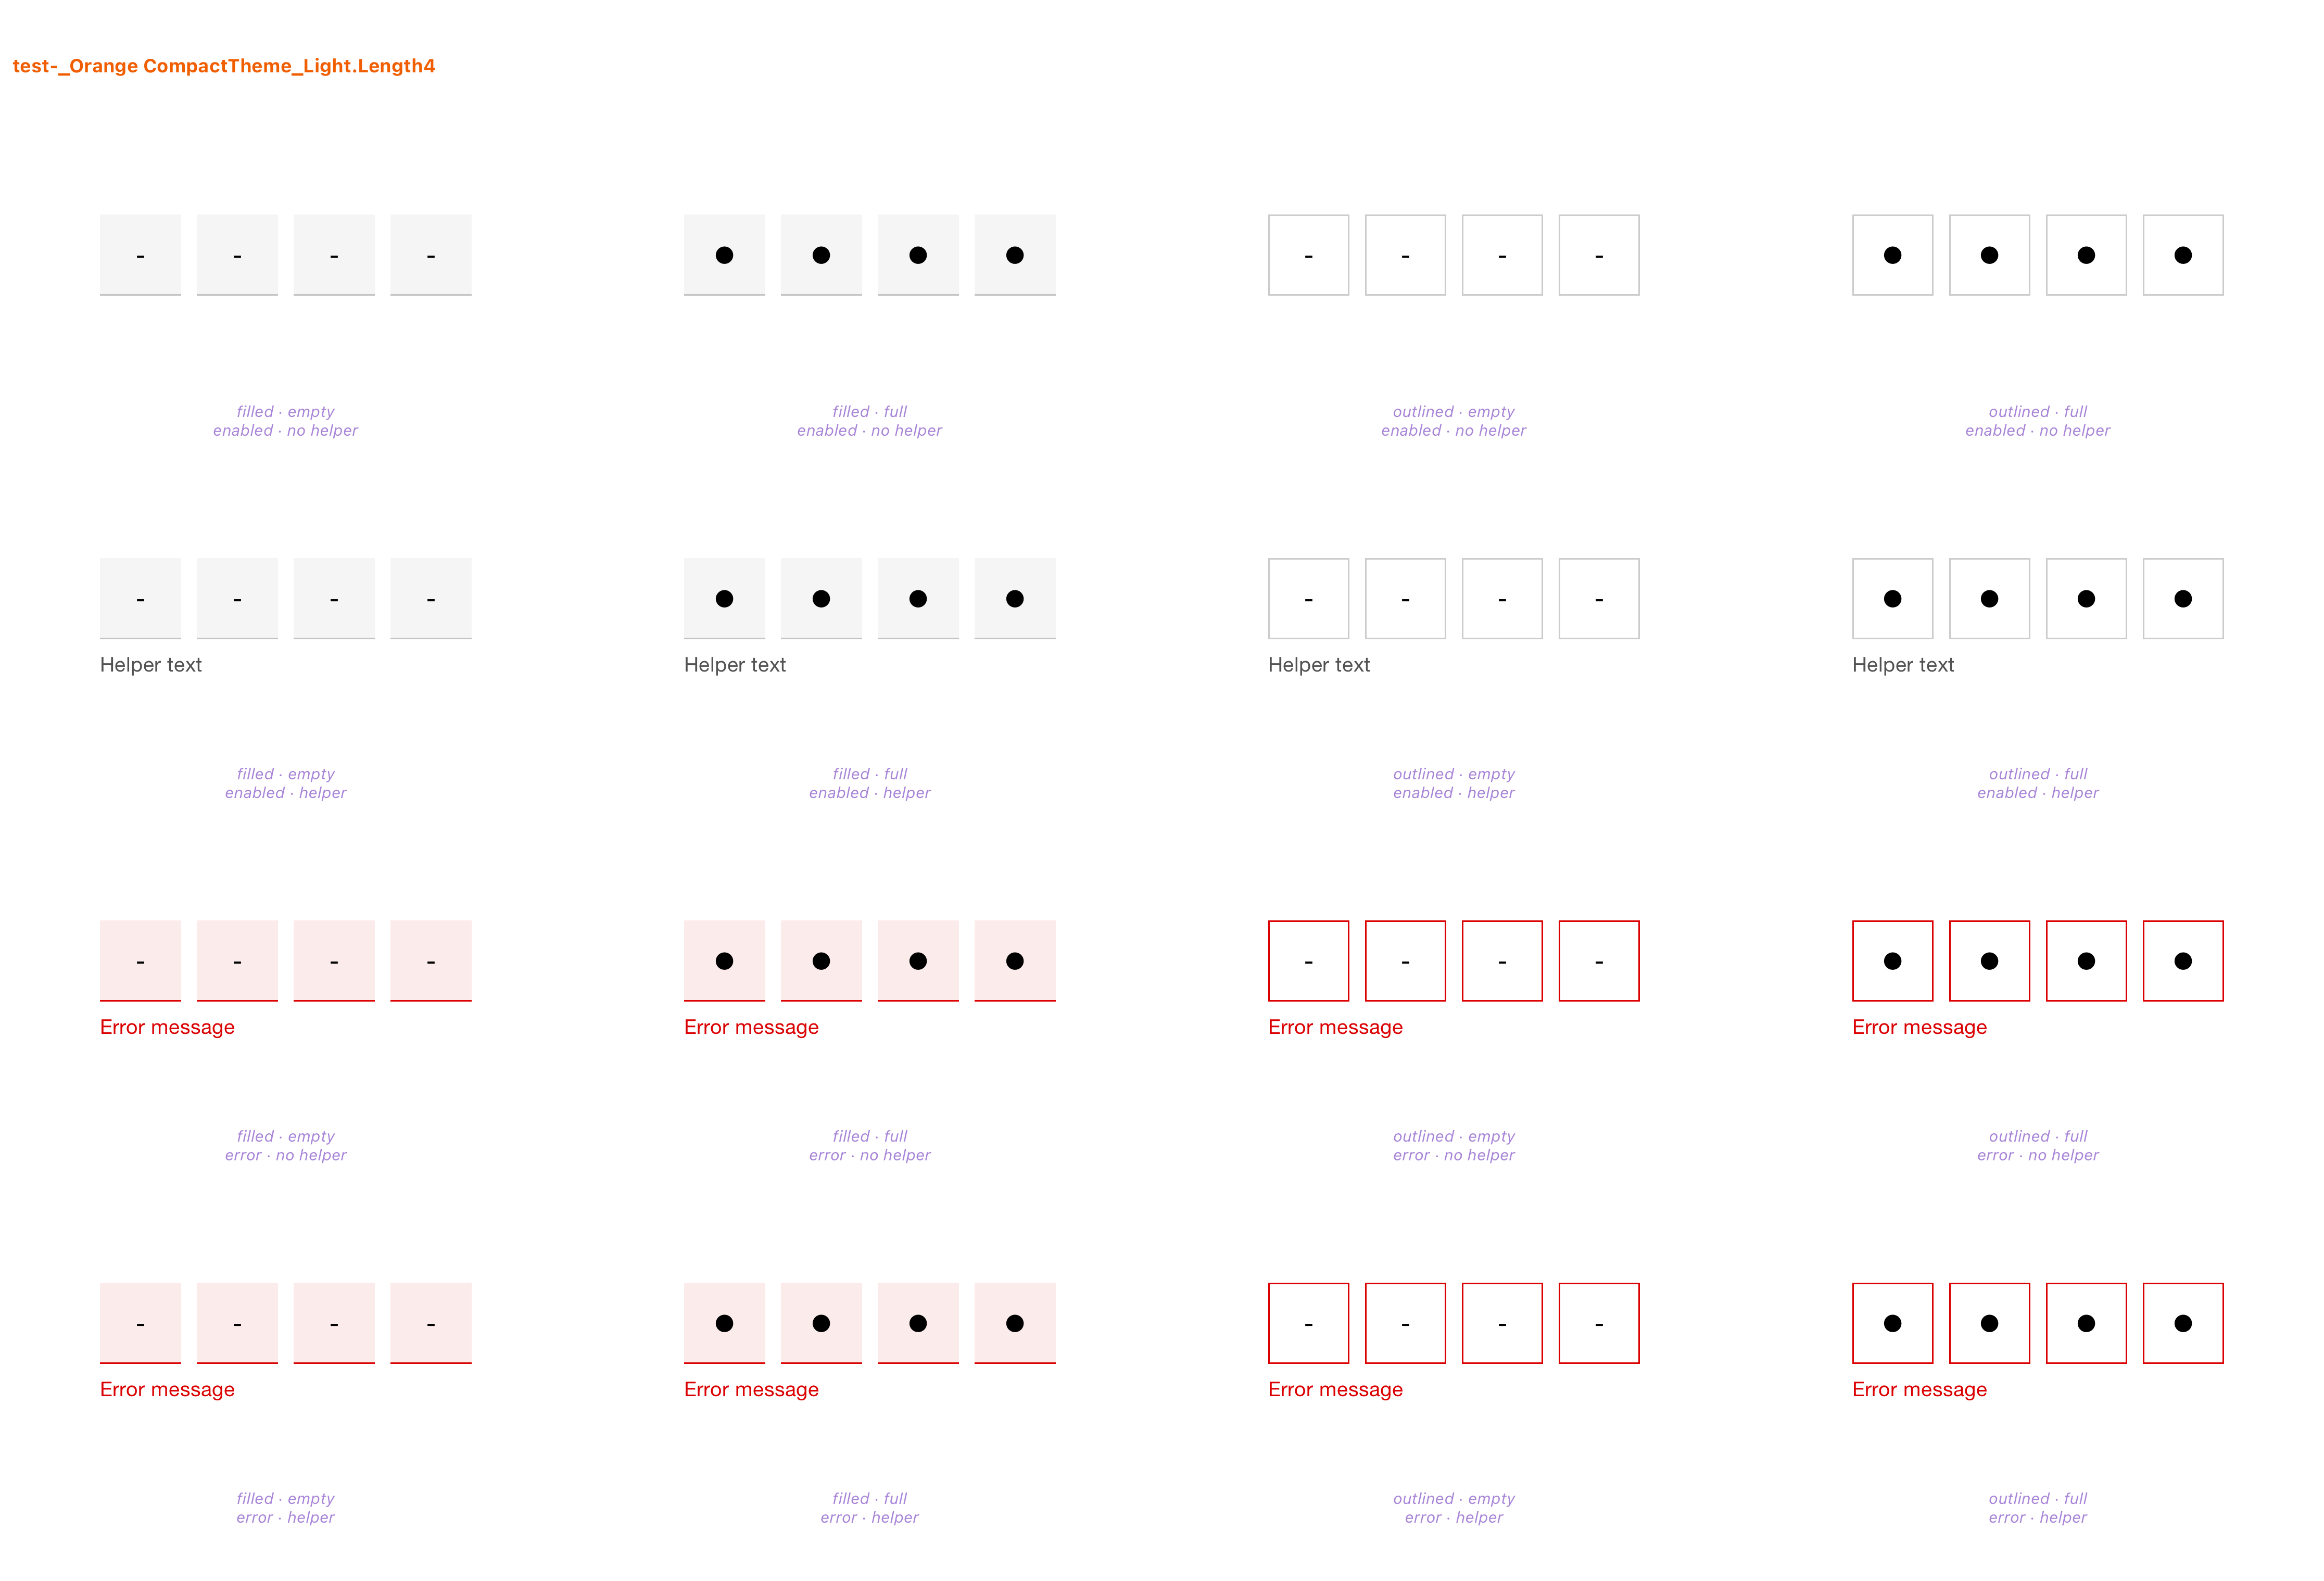 test-_Orange CompactTheme_Light.Length4
- - - -
● ● ● ●
- - - -
● ● ● ●
filled · empty
enabled · no helper
filled · full
enabled · no helper
outlined · empty
enabled · no helper
outlined · full
enabled · no helper
- - - -
● ● ● ●
- - - -
● ● ● ●
Helper text
Helper text
Helper text
Helper text
filled · empty
enabled · helper
filled · full
enabled · helper
outlined · empty
enabled · helper
outlined · full
enabled · helper
- - - -
● ● ● ●
- - - -
● ● ● ●
Error message
Error message
Error message
Error message
filled · empty
error · no helper
filled · full
error · no helper
outlined · empty
error · no helper
outlined · full
error · no helper
- - - -
● ● ● ●
- - - -
● ● ● ●
Error message
Error message
Error message
Error message
filled · empty
error · helper
filled · full
error · helper
outlined · empty
error · helper
outlined · full
error · helper